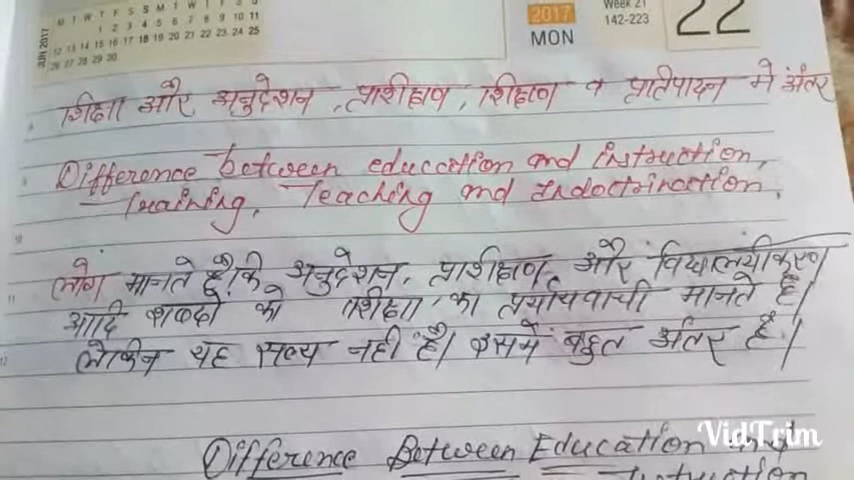 JUN 2017
M T W T F S S M T W T F S S
1 2 3 4 5 6 7 8 9 10 11
12 13 14 15 16 17 18 19 20 21 22 23 24 25
26 27 28 29 30
2017
MON
Week 21
142-223
22
शिक्षा और अनुदेशन, प्रशिक्षण, शिक्षण व प्रतिपादन में अंतर
Difference between education and instruction,
Training, Teaching and Indoctrination.
लोग मानते है कि अनुदेशन, प्रशिक्षण, और विद्यालयीकरण
आदि शब्दो को शिक्षा का पर्यायवाची मानते है।
लेकिन यह सत्य नही है। इसमें बहुत अंतर है।
Difference Between Education and
Instruction
VidTrim